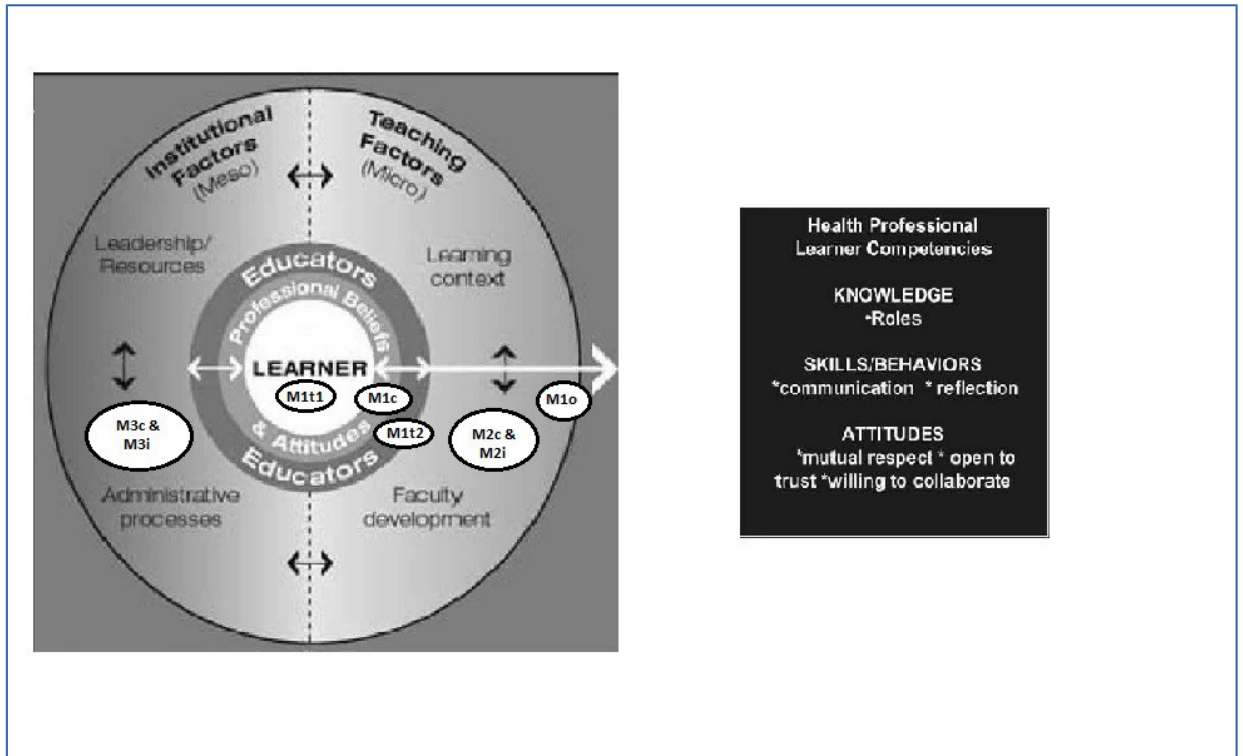 Institutional
Factors
(Meso)
Teaching
Factors
(Micro)
Leadership/
Resources
Learning
context
Educators
Professional Beliefs
LEARNER
M1t1
M1c
M1o
M3c &
M3i
M1t2
M2c &
M2i
& Attitudes
Educators
Administrative
processes
Faculty
development
Health Professional
Learner Competencies
KNOWLEDGE
*Roles
SKILLS/BEHAVIORS
*communication * reflection
ATTITUDES
*mutual respect * open to
trust *willing to collaborate